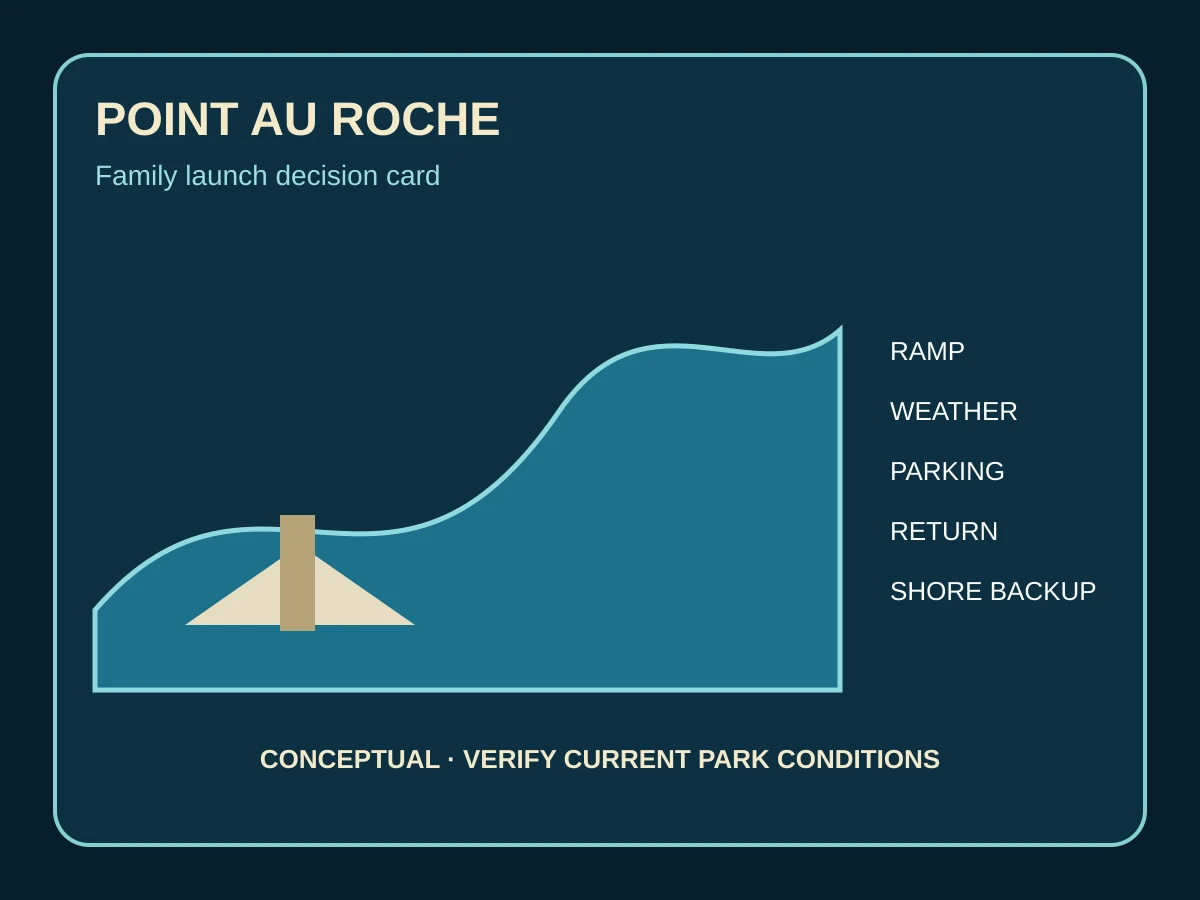 POINT AU ROCHE
Family launch decision card
RAMP
WEATHER
PARKING
RETURN
SHORE BACKUP
CONCEPTUAL · VERIFY CURRENT PARK CONDITIONS